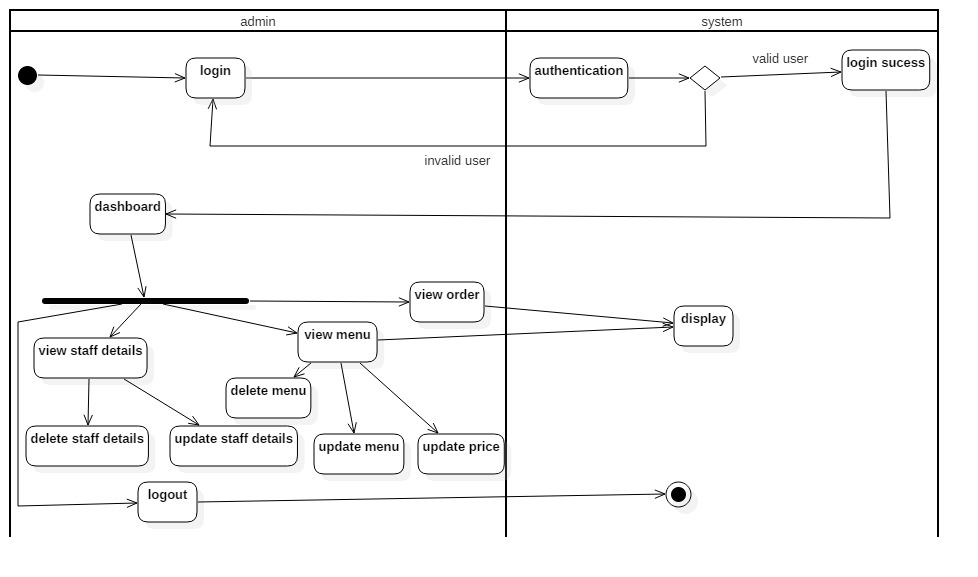 admin
system
login
authentication
valid user
login sucess
invalid user
dashboard
view order
display
view menu
view staff details
delete menu
delete staff details
update staff details
update menu
update price
logout